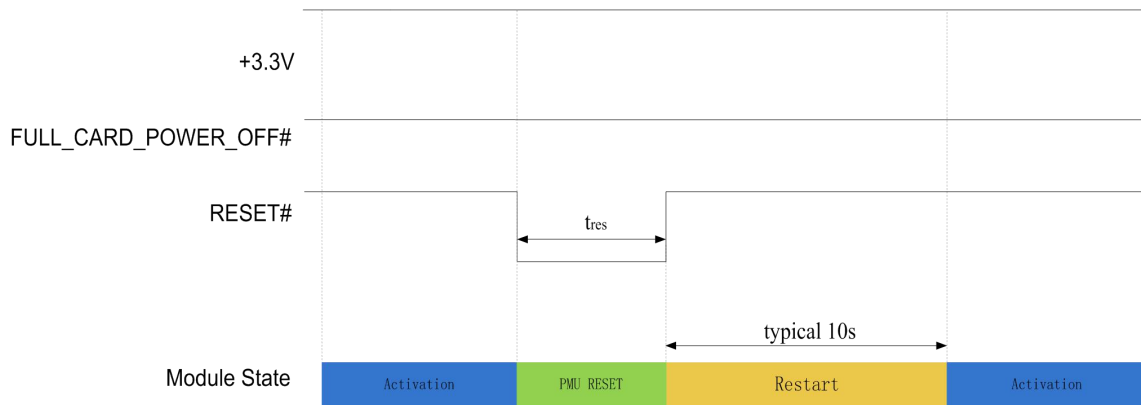 +3.3V
FULL_CARD_POWER_OFF#
RESET#
tres
typical 10s
Module State
Activation
PMU RESET
Restart
Activation